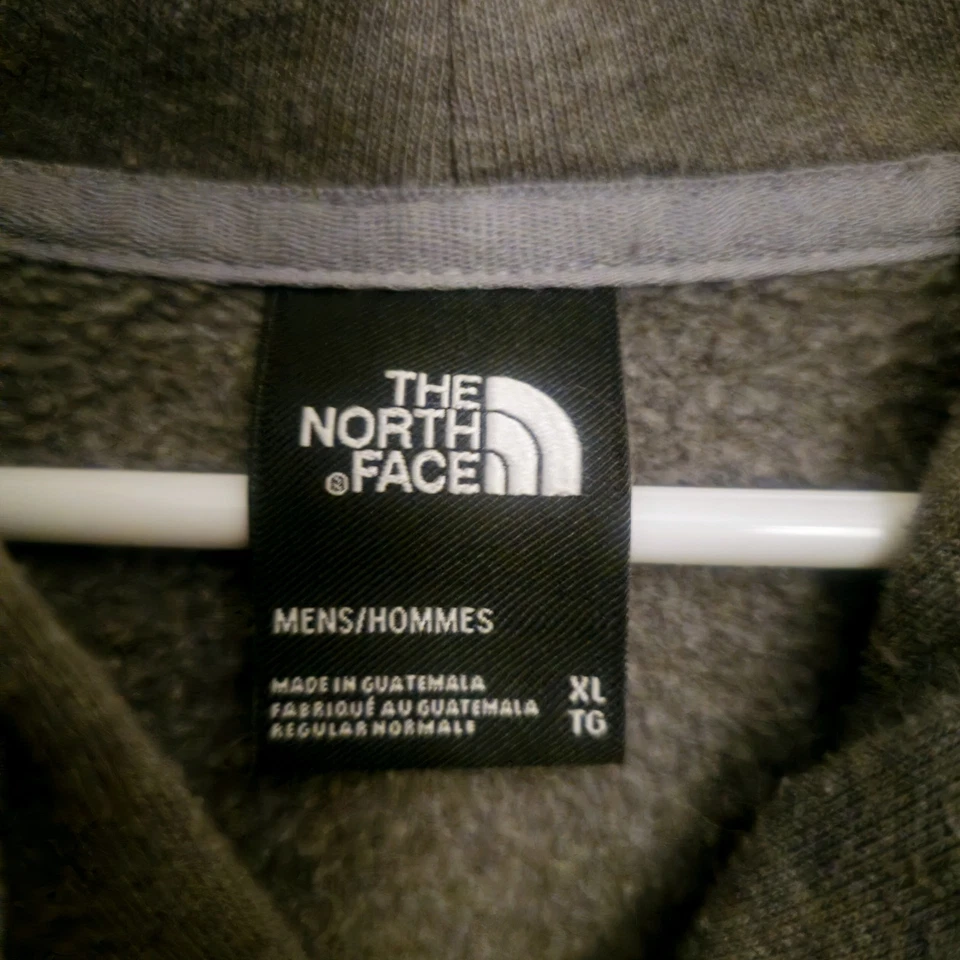 THE
NORTH
®FACE
MENS/HOMMES
MADE IN GUATEMALA
FABRIQUÉ AU GUATEMALA
REGULAR NORMALE
XL
TG